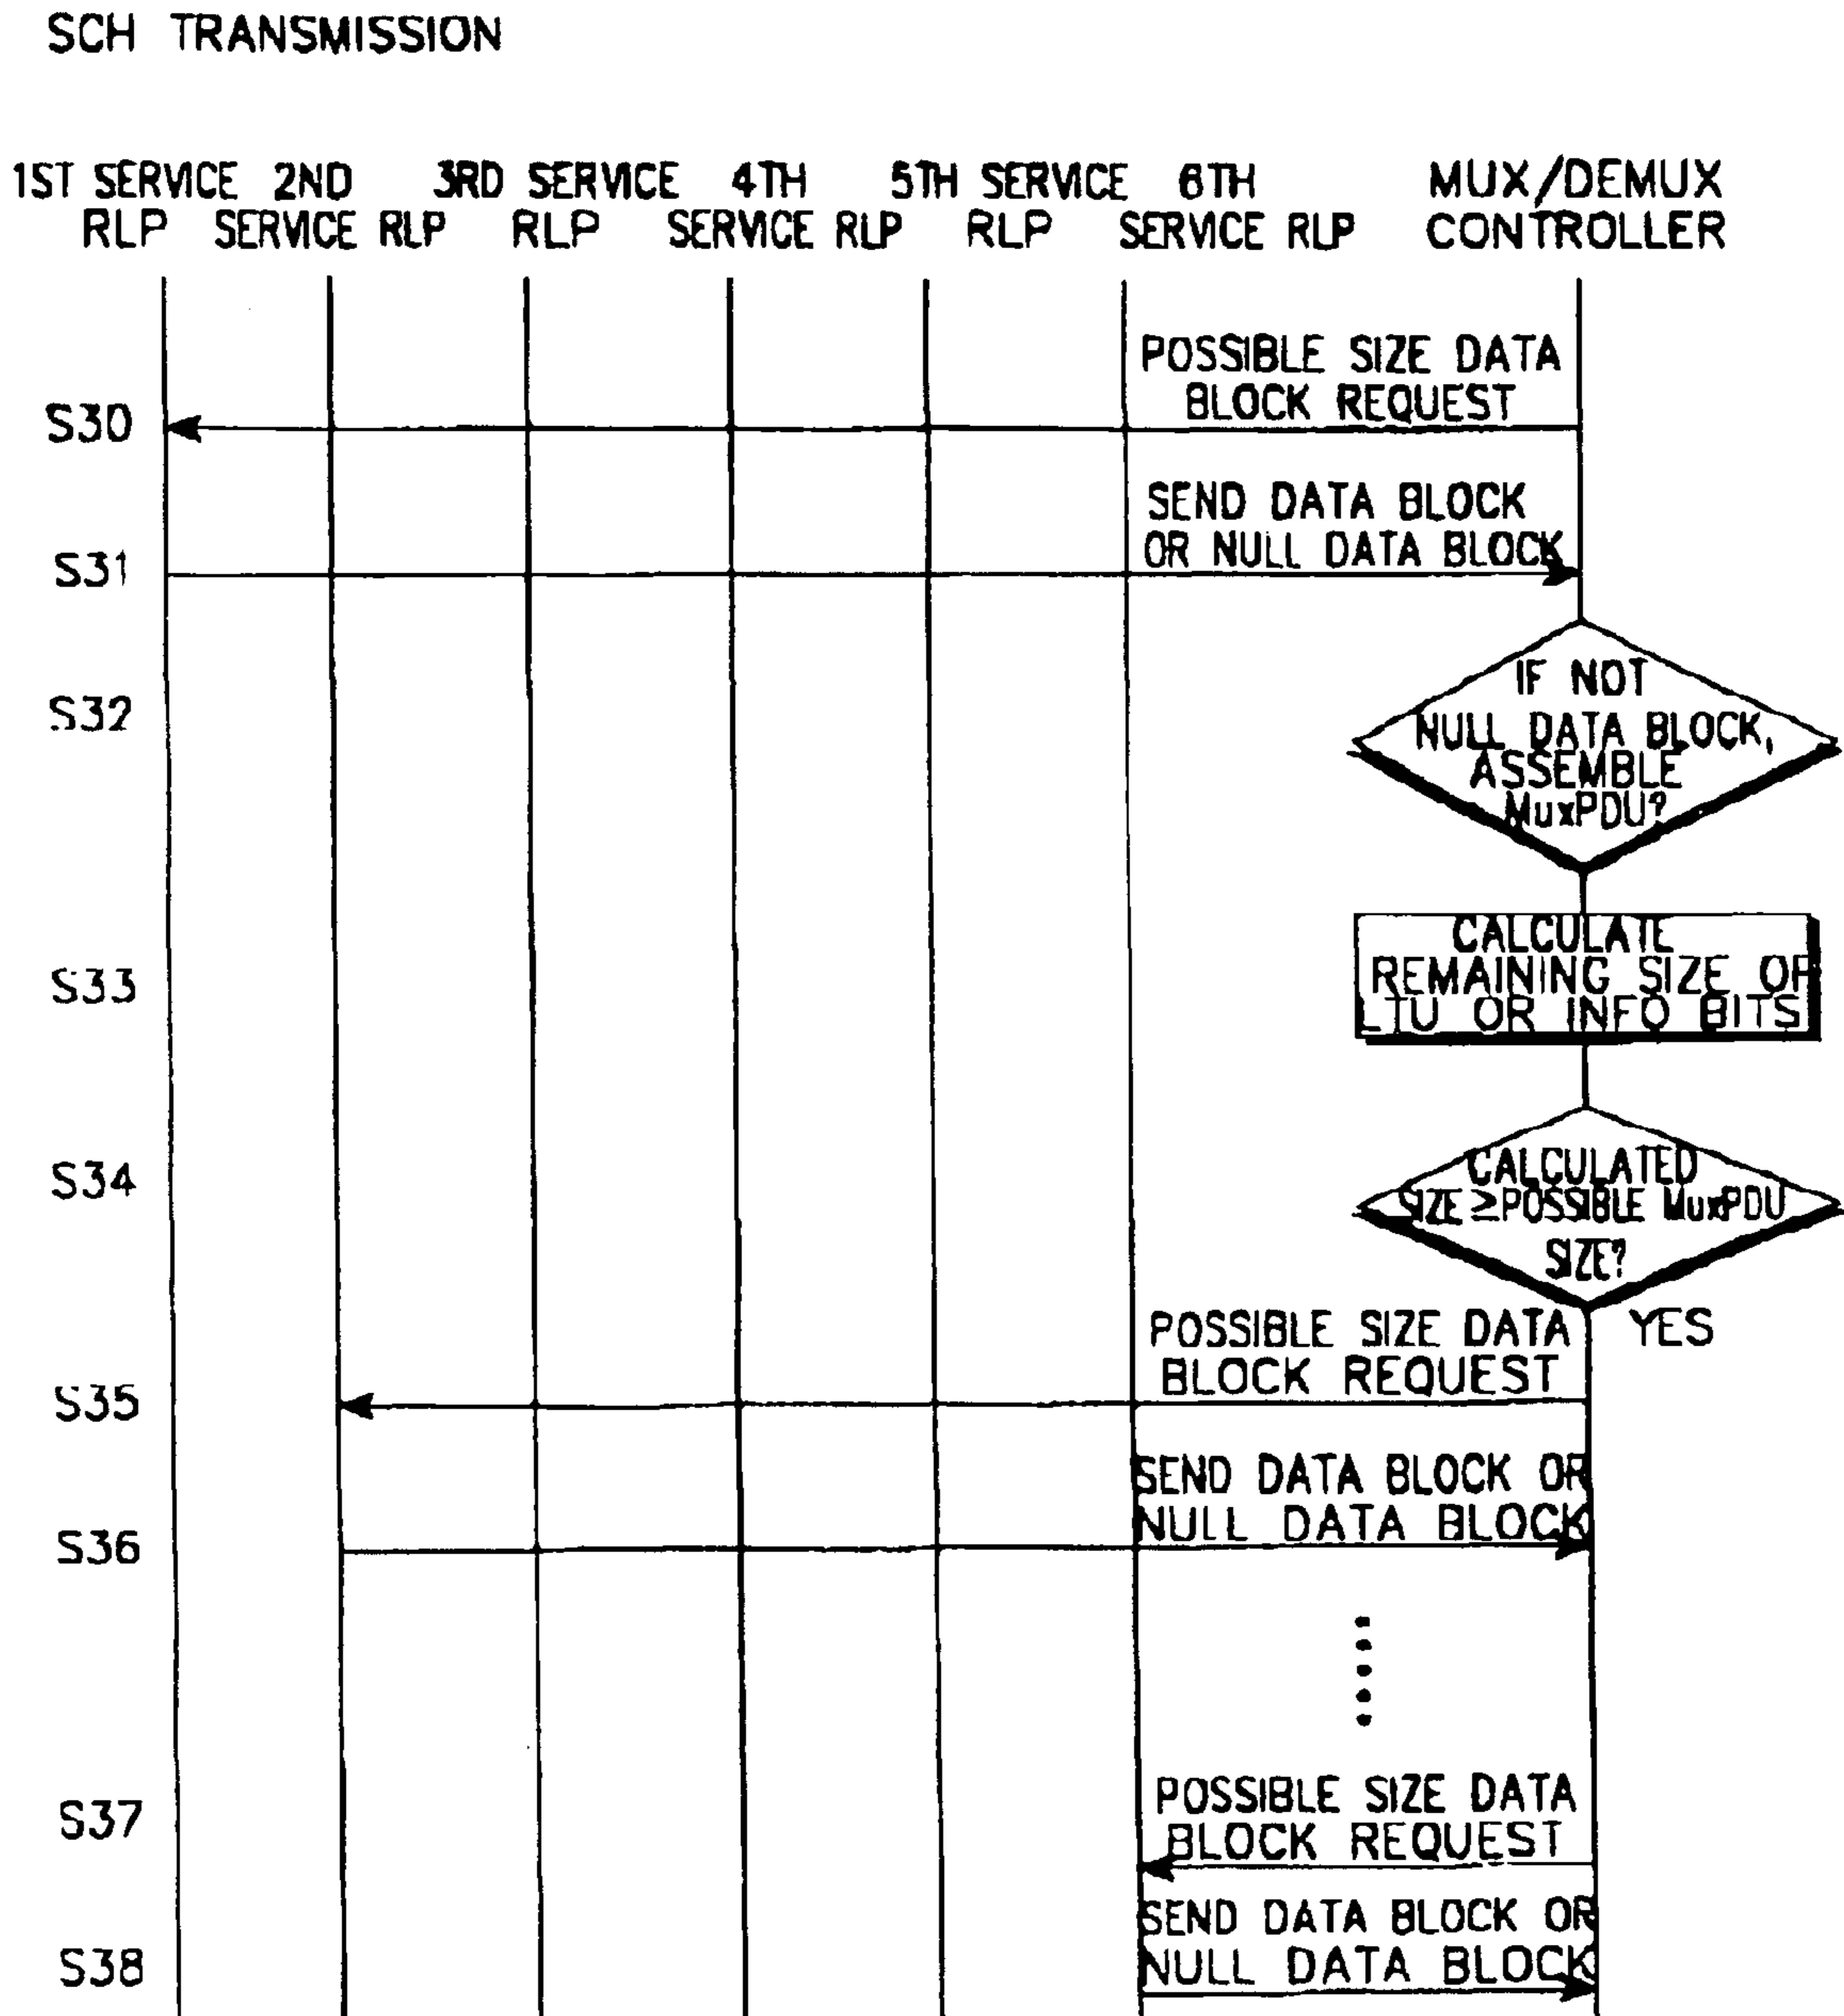 SCH TRANSMISSION
1ST SERVICE 2ND 3RD SERVICE 4TH 5TH SERVICE 6TH MUX/DEMUX
RLP SERVICE RLP RLP SERVICE RLP RLP SERVICE RLP CONTROLLER
POSSIBLE SIZE DATA
BLOCK REQUEST
S30
SEND DATA BLOCK
OR NULL DATA BLOCK
S31
IF NOT
S32
NULL DATA BLOCK,
ASSEMBLE
MuxPDU?
CALCULATE
S33
REMAINING SIZE OF
LTU OR INFO BITS
S34
CALCULATED
SIZE ≥POSSIBLE MuxPDU
SIZE?
POSSIBLE SIZE DATA YES
BLOCK REQUEST
S35
SEND DATA BLOCK OR
NULL DATA BLOCK
S36
POSSIBLE SIZE DATA
S37
BLOCK REQUEST
SEND DATA BLOCK OR
S38
NULL DATA BLOCK